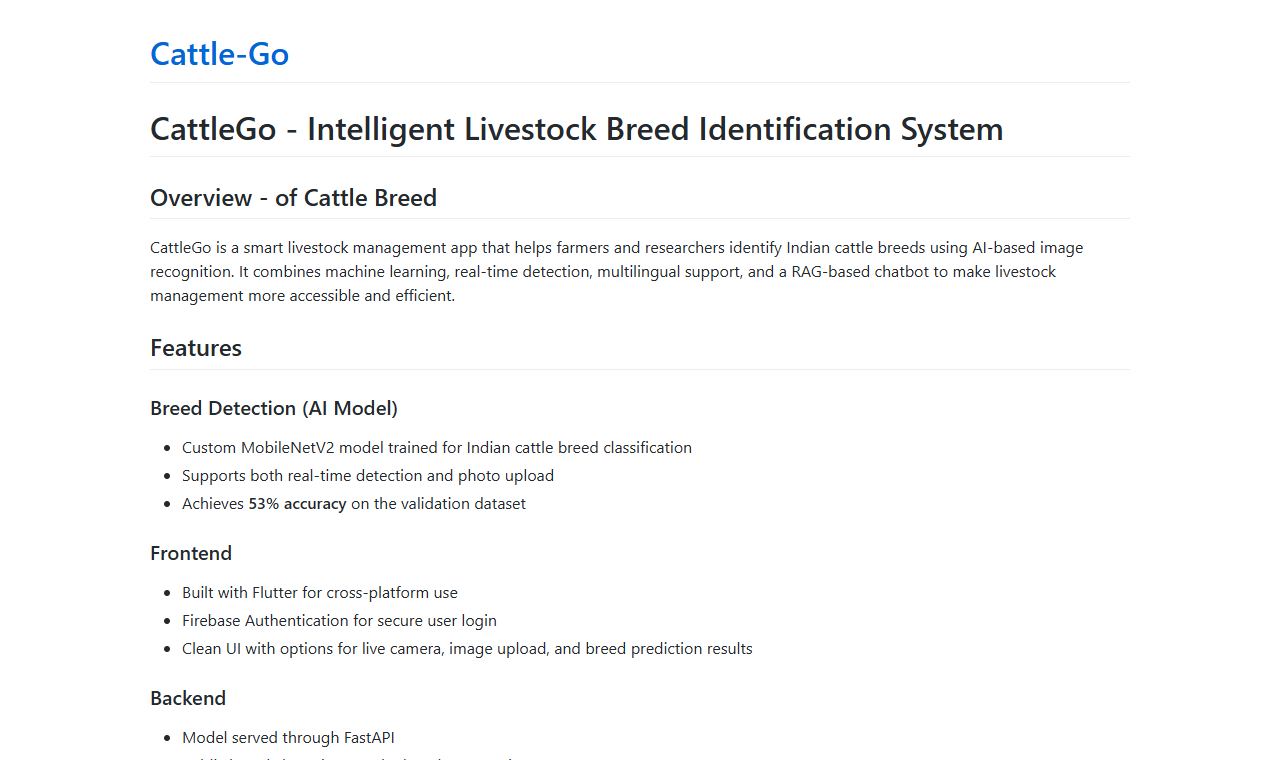 Cattle-Go
CattleGo - Intelligent Livestock Breed Identification System
Overview - of Cattle Breed
CattleGo is a smart livestock management app that helps farmers and researchers identify Indian cattle breeds using AI-based image
recognition. It combines machine learning, real-time detection, multilingual support, and a RAG-based chatbot to make livestock
management more accessible and efficient.
Features
Breed Detection (AI Model)
• Custom MobileNetV2 model trained for Indian cattle breed classification
• Supports both real-time detection and photo upload
• Achieves 53% accuracy on the validation dataset
Frontend
• Built with Flutter for cross-platform use
• Firebase Authentication for secure user login
• Clean UI with options for live camera, image upload, and breed prediction results
Backend
• Model served through FastAPI